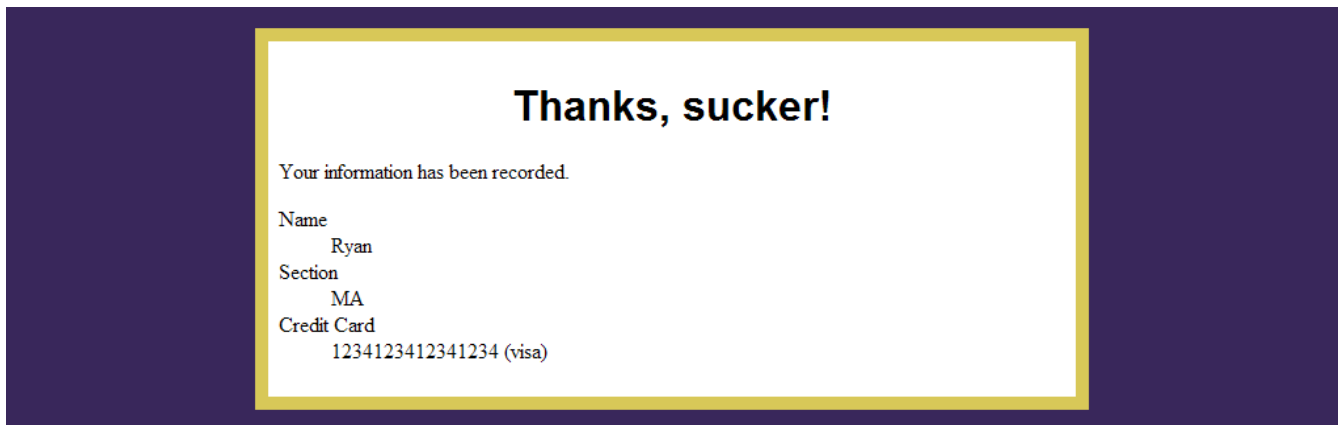 Thanks, sucker!
Your information has been recorded.
Name
Ryan
Section
MA
Credit Card
1234123412341234 (visa)